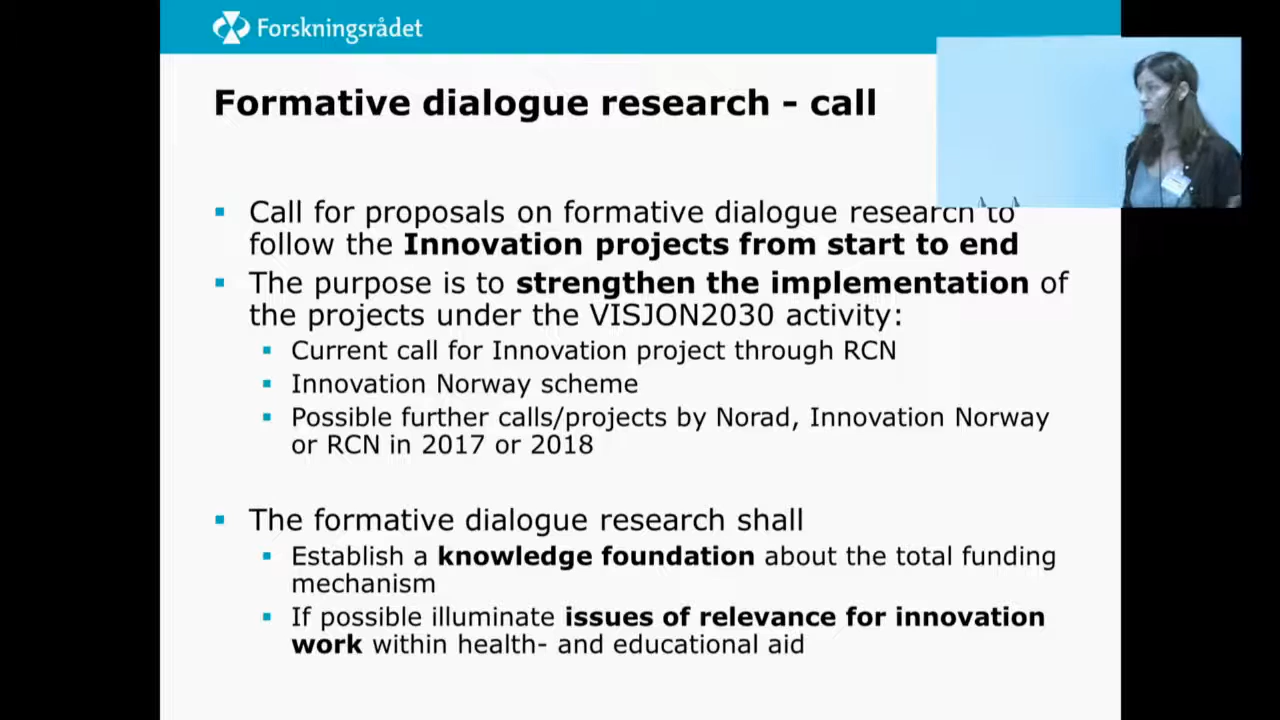 Forskningsrådet
Formative dialogue research - call
▪ Call for proposals on formative dialogue research to
follow the Innovation projects from start to end
▪ The purpose is to strengthen the implementation of
the projects under the VISJON2030 activity:
▪ Current call for Innovation project through RCN
▪ Innovation Norway scheme
▪ Possible further calls/projects by Norad, Innovation Norway
or RCN in 2017 or 2018
▪ The formative dialogue research shall
▪ Establish a knowledge foundation about the total funding
mechanism
▪ If possible illuminate issues of relevance for innovation
work within health- and educational aid